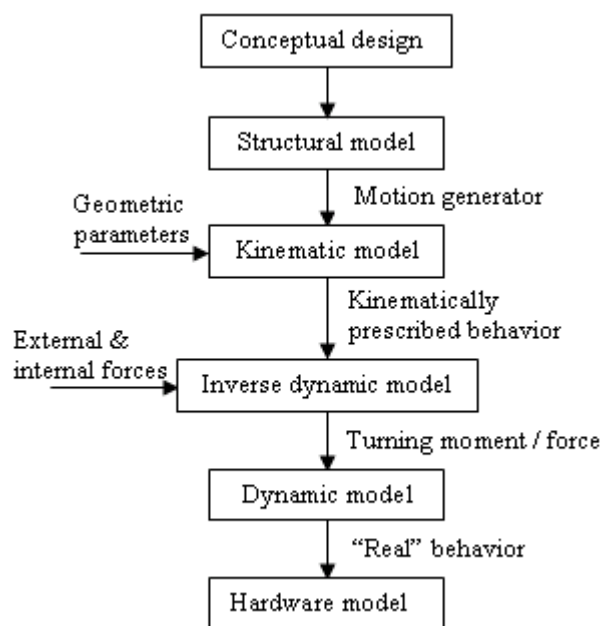 Conceptual design
Structural model
Motion generator
Geometric
parameters
Kinematic model
Kinematically
prescribed behavior
External &
internal forces
Inverse dynamic model
Turning moment / force
Dynamic model
“Real” behavior
Hardware model